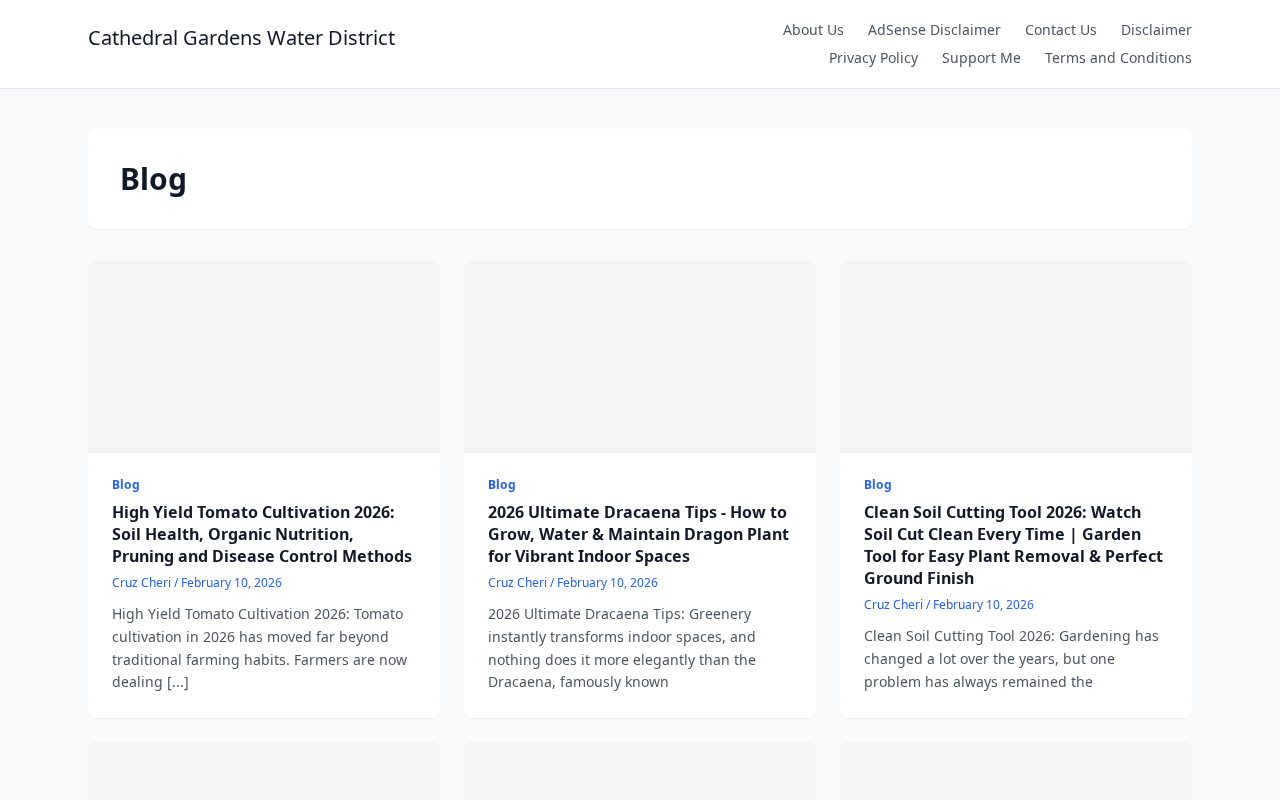 Cathedral Gardens Water District
About Us AdSense Disclaimer Contact Us Disclaimer
Privacy Policy Support Me Terms and Conditions
Blog
Blog
High Yield Tomato Cultivation 2026:
Soil Health, Organic Nutrition,
Pruning and Disease Control Methods
Cruz Cheri / February 10, 2026
High Yield Tomato Cultivation 2026: Tomato
cultivation in 2026 has moved far beyond
traditional farming habits. Farmers are now
dealing [...]
Blog
2026 Ultimate Dracaena Tips - How to
Grow, Water & Maintain Dragon Plant
for Vibrant Indoor Spaces
Cruz Cheri / February 10, 2026
2026 Ultimate Dracaena Tips: Greenery
instantly transforms indoor spaces, and
nothing does it more elegantly than the
Dracaena, famously known
Blog
Clean Soil Cutting Tool 2026: Watch
Soil Cut Clean Every Time | Garden
Tool for Easy Plant Removal & Perfect
Ground Finish
Cruz Cheri / February 10, 2026
Clean Soil Cutting Tool 2026: Gardening has
changed a lot over the years, but one
problem has always remained the